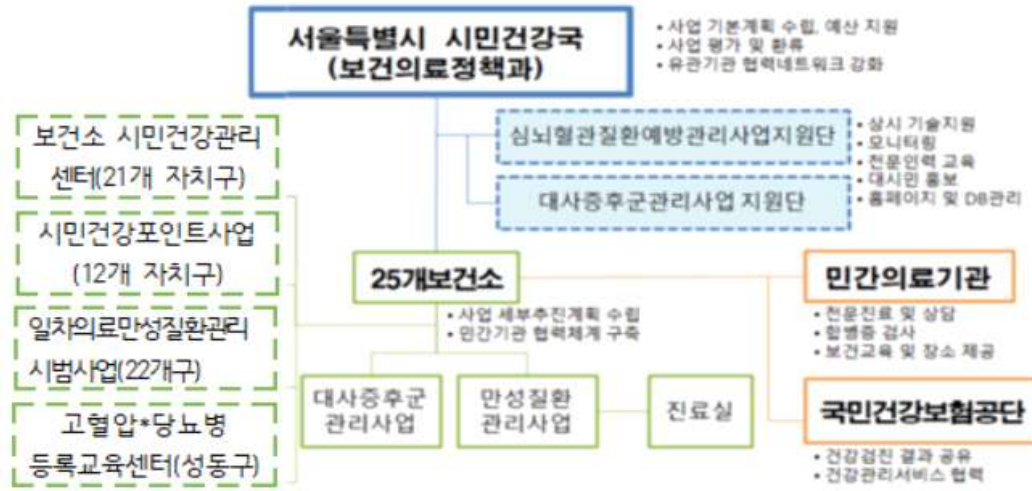 서울특별시 시민건강국
(보건의료정책과)
• 사업 기본계획 수립, 예산 지원
• 사업 평가 및 환류
• 유관기관 협력네트워크 강화
보건소 시민건강관리
센터(21개 자치구)
시민건강포인트사업
(12개 자치구)
일차의료만성질환관리
시범사업(22개구)
고혈압*당뇨병
등록교육센터(성동구)
심뇌혈관질환예방관리사업지원단
대사증후군관리사업 지원단
• 상시 기술지원
• 모니터링
• 전문인력 교육
• 대시민 홍보
• 홈페이지 및 DB관리
25개보건소
• 사업 세부추진계획 수립
• 민간기관 협력체계 구축
민간의료기관
• 전문진료 및 상담
• 합병증 검사
• 보건교육 및 장소 제공
대사증후군
관리사업
만성질환
관리사업
진료실
국민건강보험공단
• 건강검진 결과 공유
• 건강관리서비스 협력